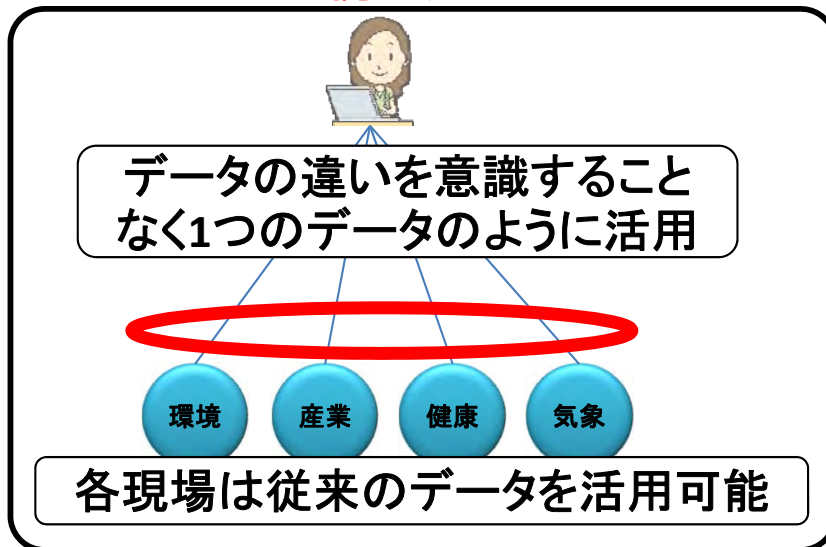 データの違いを意識すること
なく1つのデータのように活用
環境
産業
健康
気象
各現場は従来のデータを活用可能